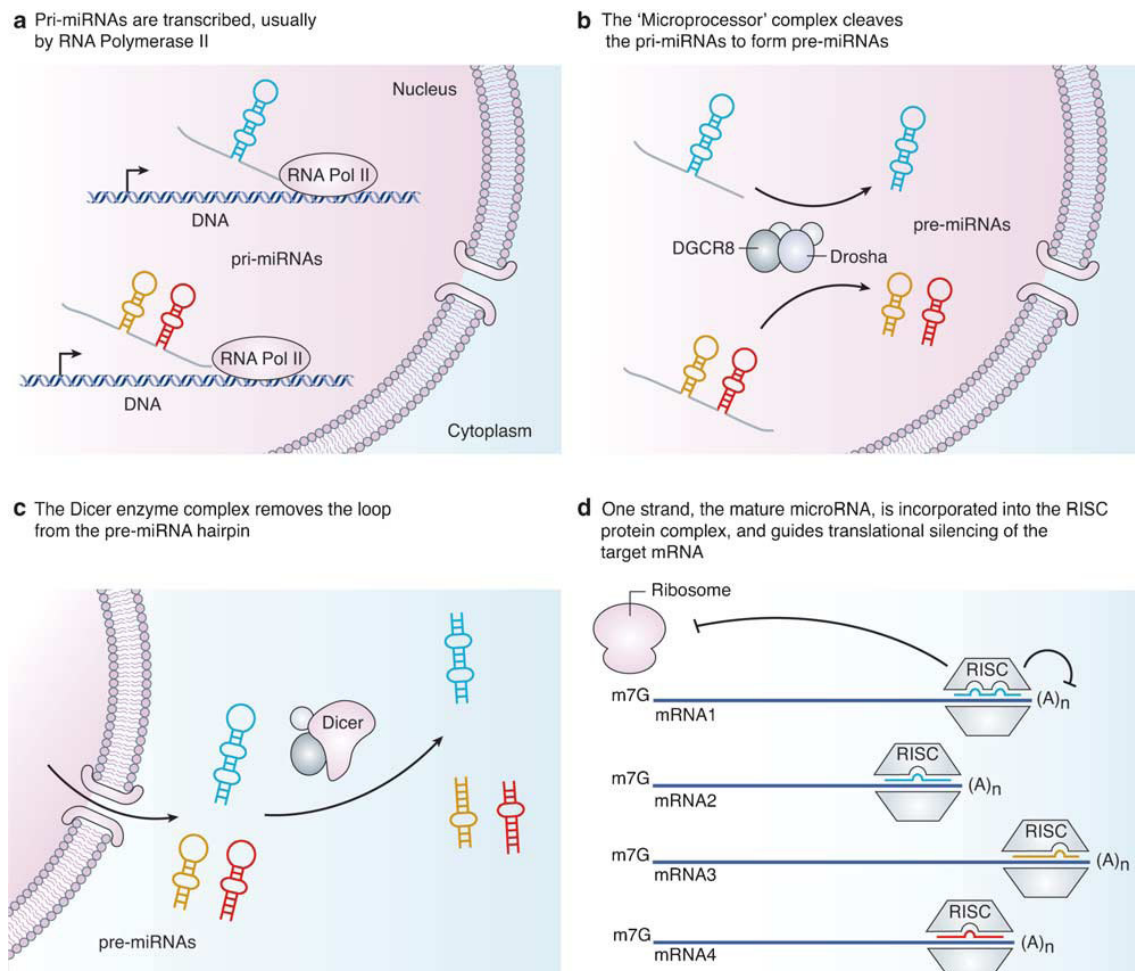 a Pri-miRNAs are transcribed, usually
by RNA Polymerase II
Nucleus
RNA Pol II
DNA
pri-miRNAs
RNA Pol II
DNA
Cytoplasm
b The ‘Microprocessor’ complex cleaves
the pri-miRNAs to form pre-miRNAs
pre-miRNAs
DGCR8
Drosha
c The Dicer enzyme complex removes the loop
from the pre-miRNA hairpin
Dicer
pre-miRNAs
d One strand, the mature microRNA, is incorporated into the RISC
protein complex, and guides translational silencing of the
target mRNA
Ribosome
RISC
m7G
mRNA1
(A)n
RISC
m7G
mRNA2
(A)n
RISC
m7G
mRNA3
(A)n
RISC
m7G
mRNA4
(A)n